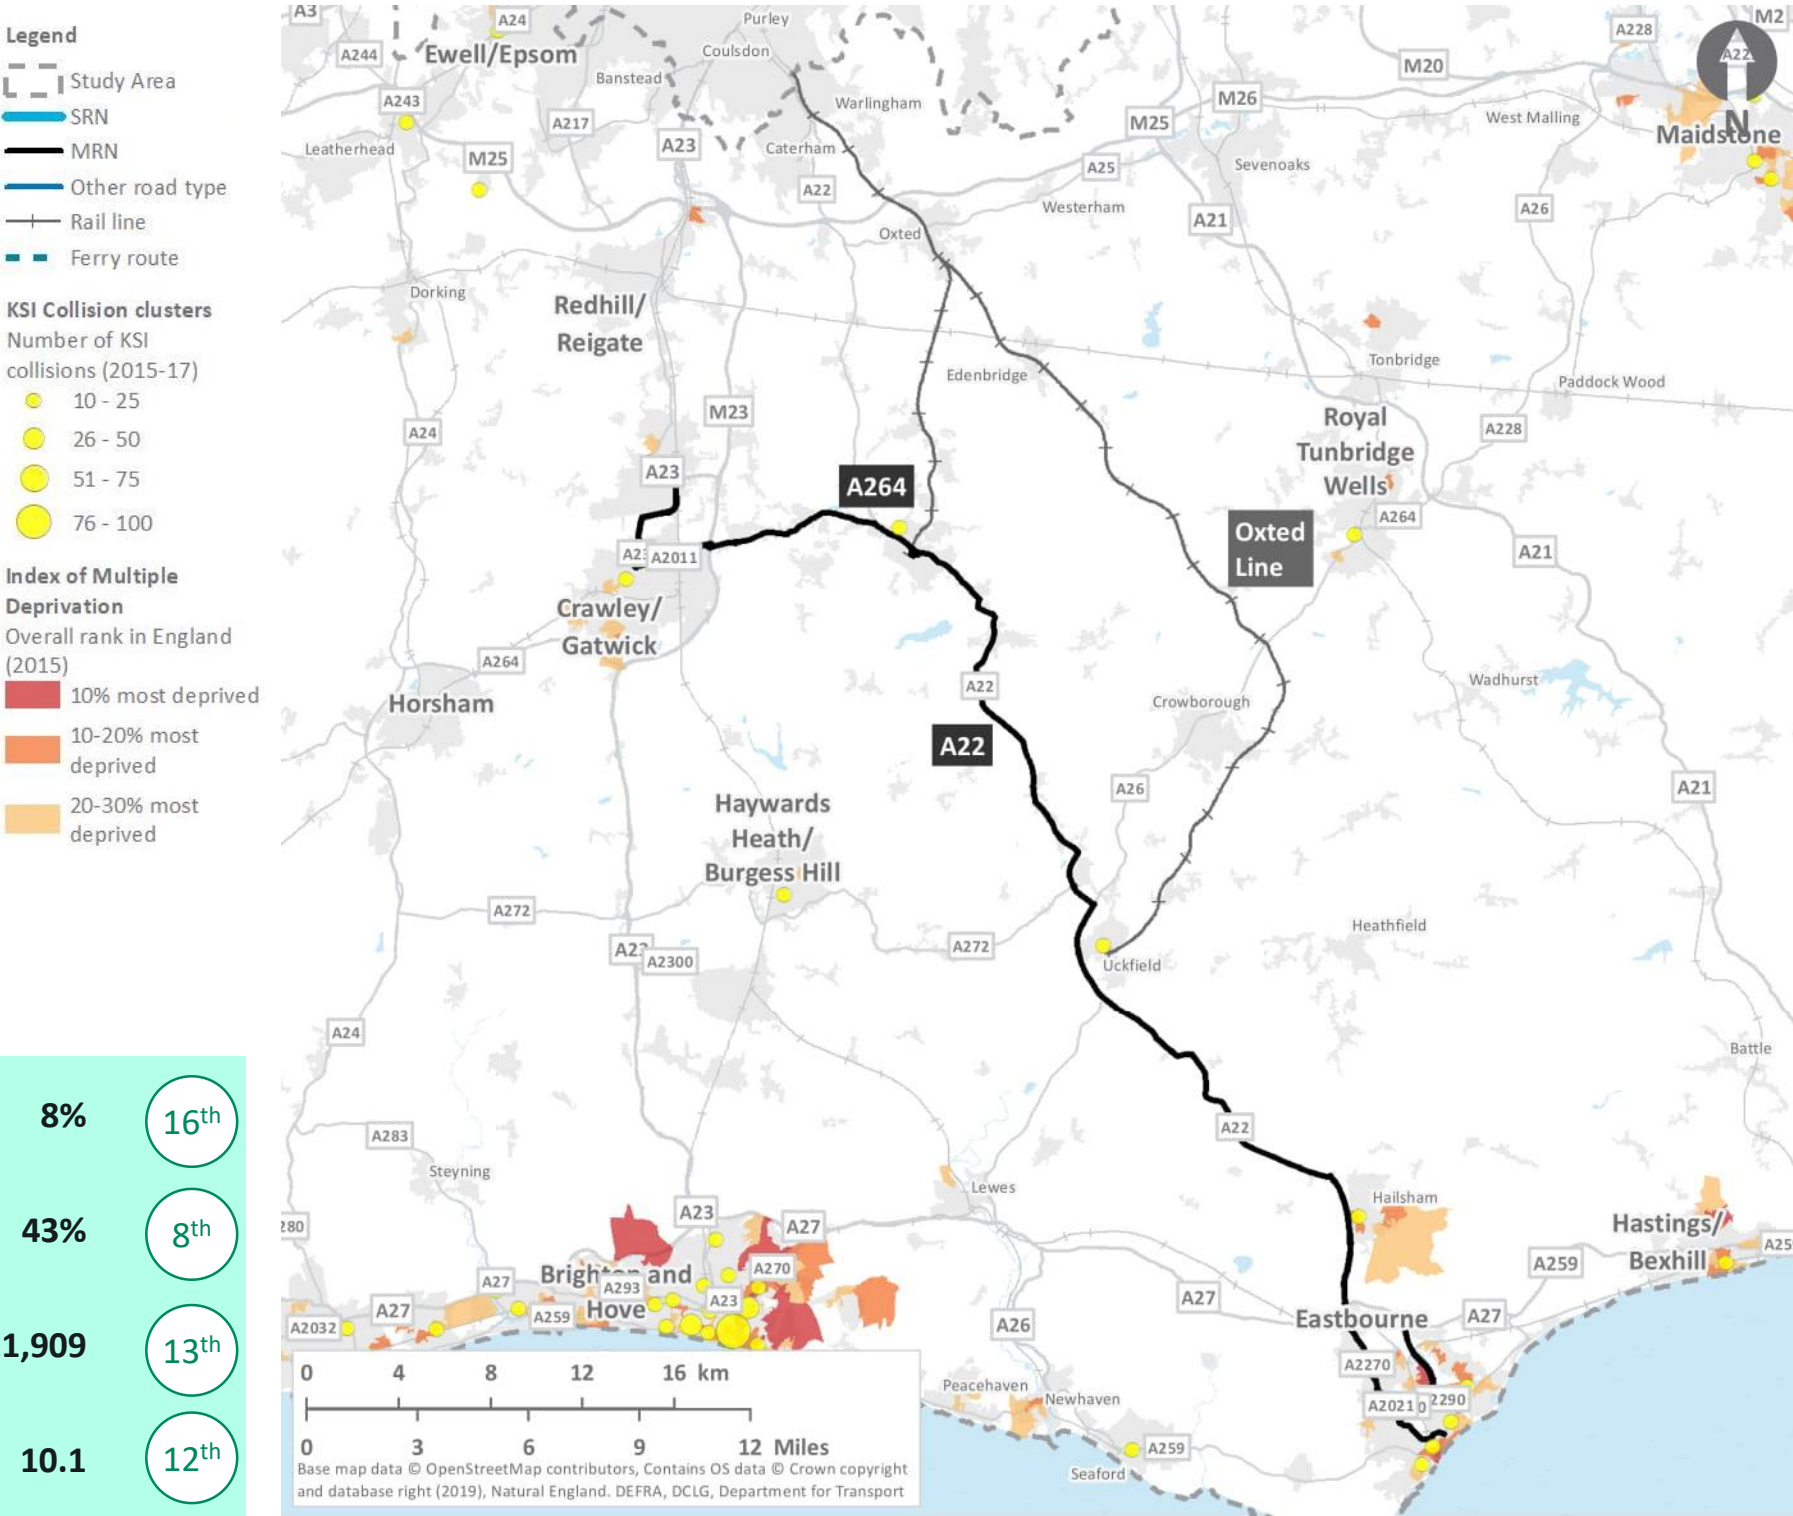 Legend
Study Area
SRN
MRN
Other road type
Rail line
Ferry route
KSI Collision clusters
Number of KSI
collisions (2015-17)
10 - 25
26 - 50
51 - 75
76 - 100
Index of Multiple
Deprivation
Overall rank in England
(2015)
10% most deprived
10-20% most
deprived
20-30% most
deprived
8%
16th
43%
8th
1,909
13th
10.1
12th
A3
A24
Purley
A228
M2
A244
Ewell/Epsom
Coulsdon
A22
Banstead
M20
A243
A217
Warlingham
M26
West Malling
N
Leatherhead
M25
A23
Caterham
M25
Maidstone
A22
A25
Sevenoaks
Westerham
A21
A26
Oxted
Dorking
Redhill/
Reigate
Edenbridge
Tonbridge
Paddock Wood
A24
M23
Royal
Tunbridge
Wells
A228
A23
A264
A264
Oxted
Line
A21
A23
A2011
Crawley/
Gatwick
A264
Horsham
A22
Crowborough
Wadhurst
A22
A26
A21
Haywards
Heath/
Burgess Hill
A272
A272
Heathfield
A2300
Uckfield
A24
Battle
A22
A283
Steyning
Lewes
Hailsham
280
A23
A27
Hastings/
Bexhill
A25
A259
Brighton and
Hove
A270
A27
A293
A23
A27
A259
A27
A2032
A26
Eastbourne
A27
A2270
2290
A2021
0
Peacehaven
Newhaven
A259
Seaford
0 4 8 12 16 km
0 3 6 9 12 Miles
Base map data © OpenStreetMap contributors, Contains OS data © Crown copyright
and database right (2019), Natural England. DEFRA, DCLG, Department for Transport